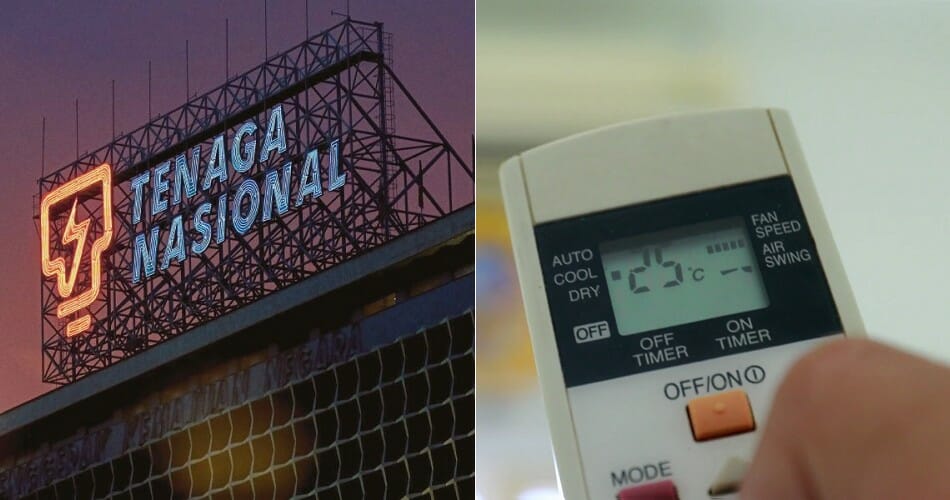 TENAGA
NASIONAL
AUTO
COOL
DRY
OFF
25°C
FAN
SPEED
AIR
SWING
OFF
TIMER
ON
TIMER
OFF/ON
MODE